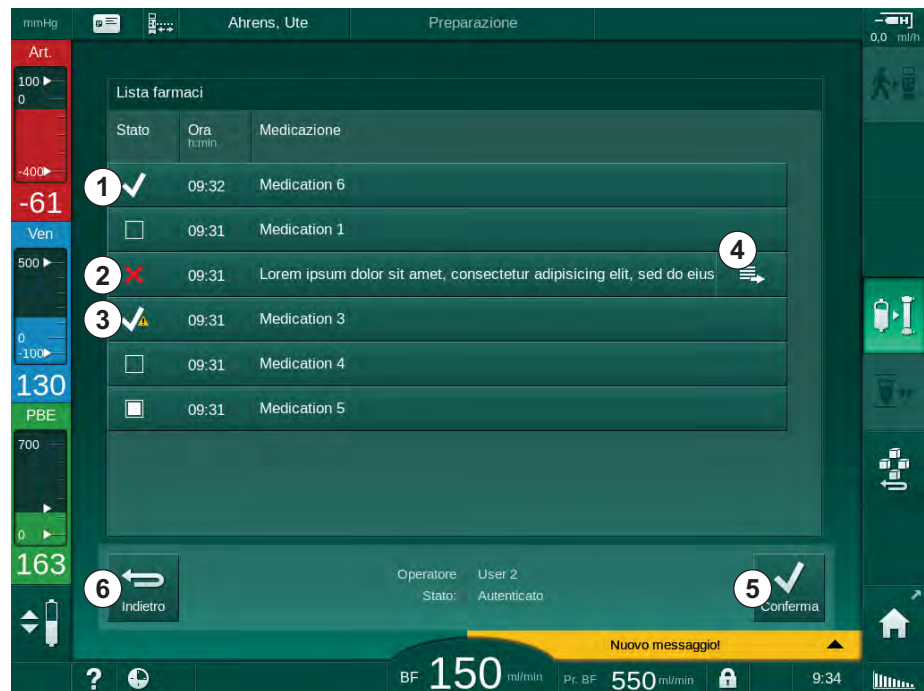 mmHg
Ahrens, Ute
Preparazione
0,0 ml/h
Art.
100
0
-400
-61
Ven
500
0
-100
130
PBE
700
0
163
Lista farmaci
Stato
Ora
h:min
Medicazione
1
09:32
Medication 6
09:31
Medication 1
2
09:31
Lorem ipsum dolor sit amet, consectetur adipisicing elit, sed do eius
4
3
09:31
Medication 3
09:31
Medication 4
09:31
Medication 5
6
Indietro
Operatore User 2
Stato: Autenticato
5
Conferma
Nuovo messaggio!
?
BF 150 ml/min
Pr. BF 550 ml/min
9:34